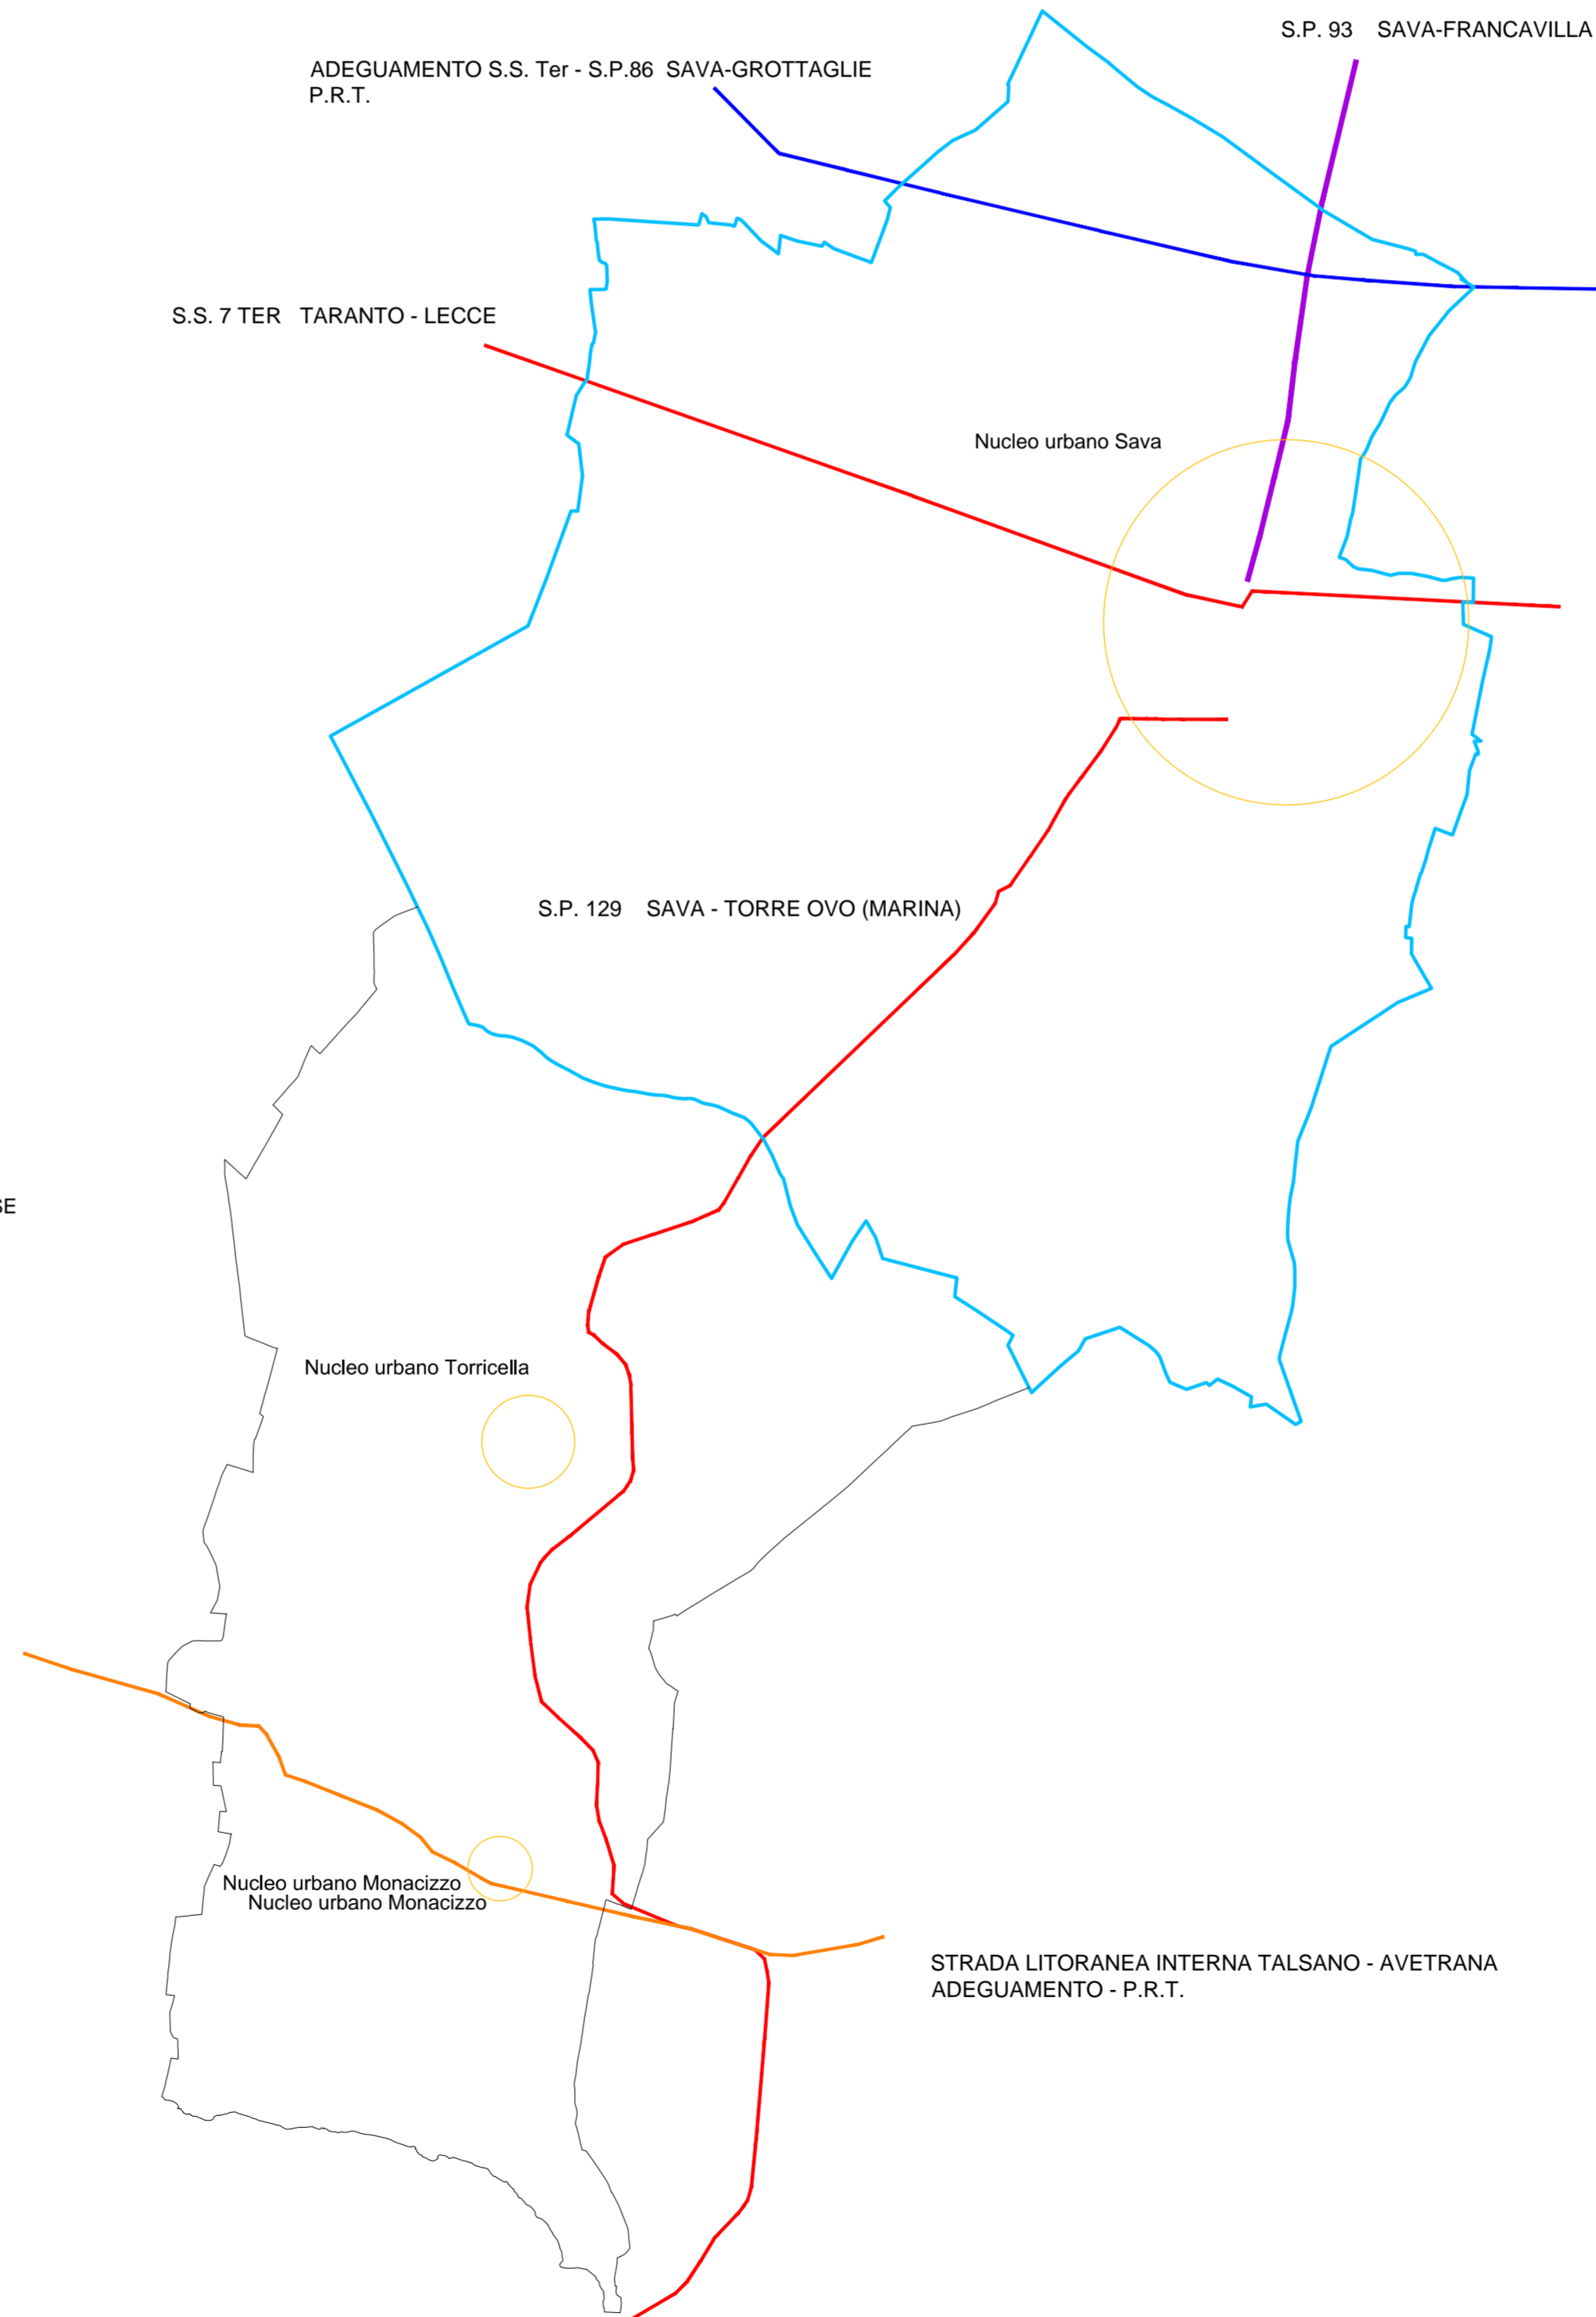 S.P. 93 SAVA-FRANCAVILLA
ADEGUAMENTO S.S. Ter - S.P.86 SAVA-GROTTAGLIE
P.R.T.
S.S. 7 TER TARANTO - LECCE
Nucleo urbano Sava
S.P. 129 SAVA - TORRE OVO (MARINA)
Nucleo urbano Torricella
Nucleo urbano Monacizzo
Nucleo urbano Monacizzo
STRADA LITORANEA INTERNA TALSANO - AVETRANA
ADEGUAMENTO - P.R.T.